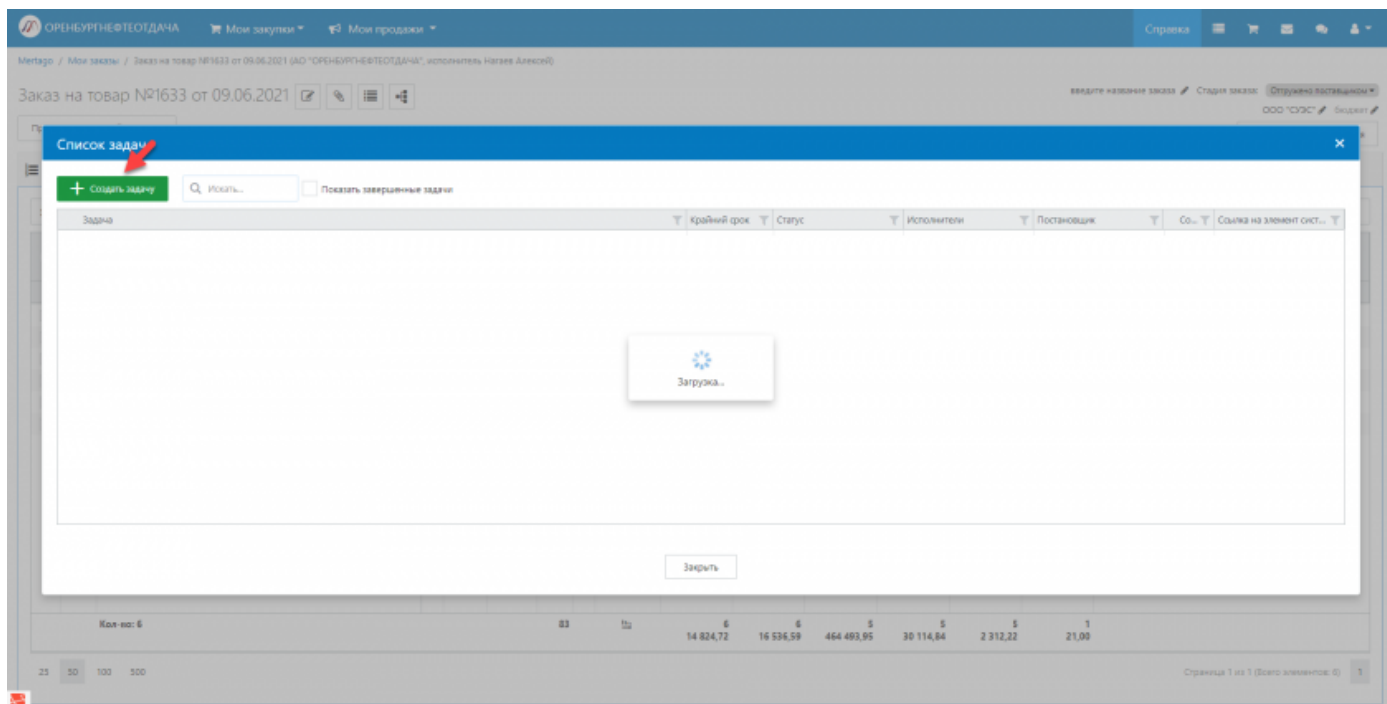 ОРЕНБУРГНЕФТЕОТДАЧА Мои закупки Мои продажи Справка
Mertago / Мои заказы / Заказ на товар №1633 от 09.06.2021 (АО "ОРЕНБУРГНЕФТЕОТДАЧА", исполнитель Нагаев Алексей)
Заказ на товар №1633 от 09.06.2021 введите название заказа Стадия заказа: Отгружено поставщиком
ООО "СУЭС" бюджет
Список задач
Создать задачу Искать... Показать завершенные задачи
Задача Крайний срок Статус Исполнители Постановщик Со... Ссылка на элемент сист...
Загрузка...
Закрыть
Кол-во: 6 83 6 6 5 5 5 1
14 824,72 16 536,59 464 493,95 30 114,84 2 312,22 21,00
25 50 100 500 Страница 1 из 1 (Всего элементов: 6) 1